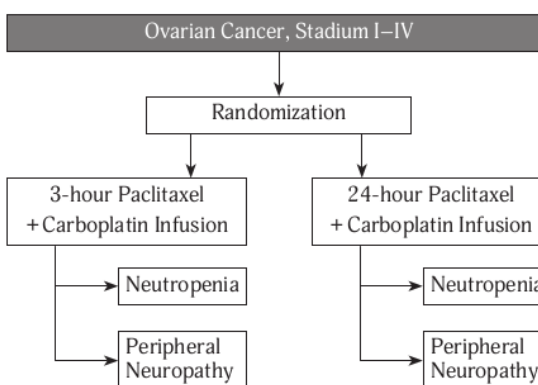 Ovarian Cancer, Stadium I–IV
Randomization
3-hour Paclitaxel
+ Carboplatin Infusion
24-hour Paclitaxel
+ Carboplatin Infusion
Neutropenia
Peripheral
Neuropathy
Neutropenia
Peripheral
Neuropathy